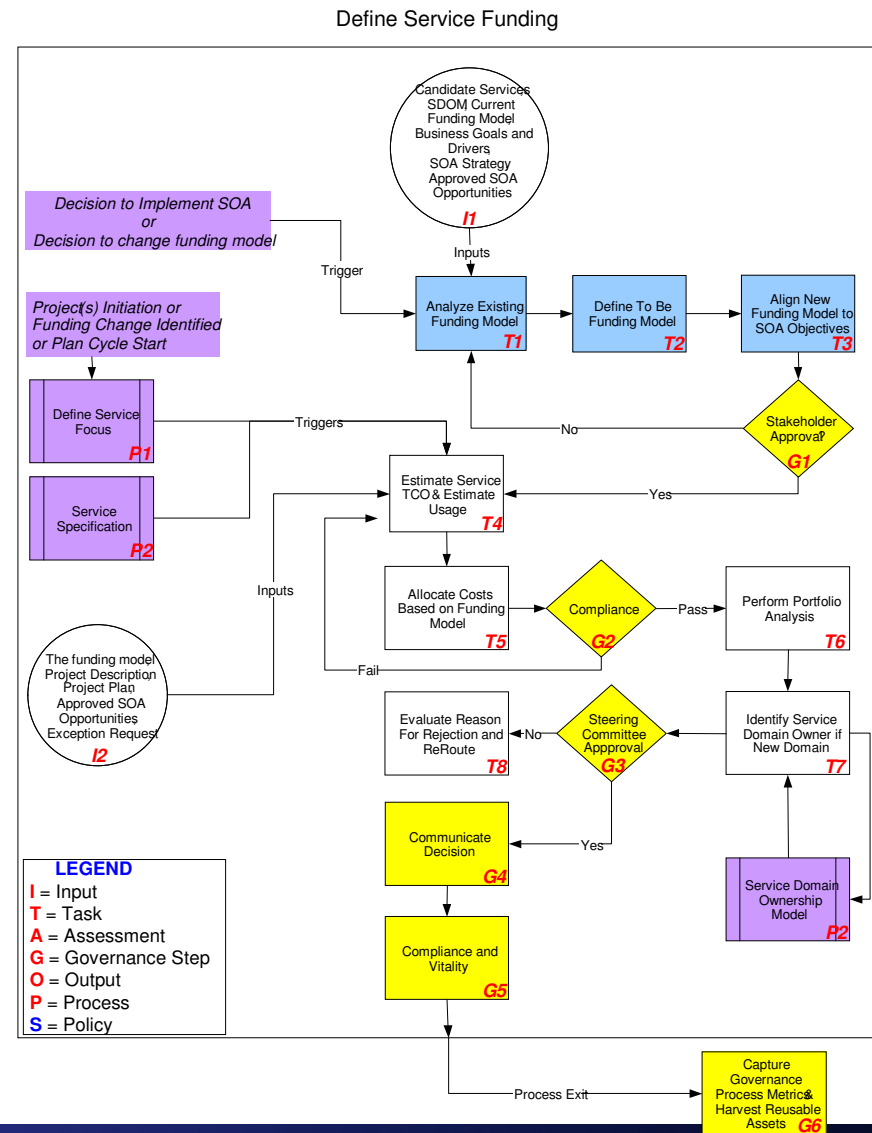 Define Service Funding
Candidate Services,
SDOM, Current
Funding Model
Business Goals and
Drivers,
SOA Strategy
Approved SOA
Opportunities
I1
Decision to Implement SOA
or
Decision to change funding model
Trigger
Inputs
Analyze Existing
Funding Model
T1
Define To Be
Funding Model
T2
Align New
Funding Model to
SOA Objectives
T3
Project(s) Initiation or
Funding Change Identified
or Plan Cycle Start
Define Service
Focus
P1
Triggers
No
Stakeholder
Approval?
G1
Service
Specification
P2
Estimate Service
TCO & Estimate
Usage
T4
Yes
Inputs
Allocate Costs
Based on Funding
Model
T5
Compliance
G2
Pass
Perform Portfolio
Analysis
T6
Fail
The funding model,
Project Description,
Project Plan,
Approved SOA
Opportunities,
Exception Request
I2
Evaluate Reason
For Rejection and
ReRoute
T8
No
Steering
Committee
Appproval
G3
Identify Service
Domain Owner if
New Domain
T7
Communicate
Decision
G4
Yes
Service Domain
Ownership
Model
P2
LEGEND
I = Input
T = Task
A = Assessment
G = Governance Step
O = Output
P = Process
S = Policy
Compliance and
Vitality
G5
Process Exit
Capture
Governance
Process Metrics &
Harvest Reusable
Assets
G6